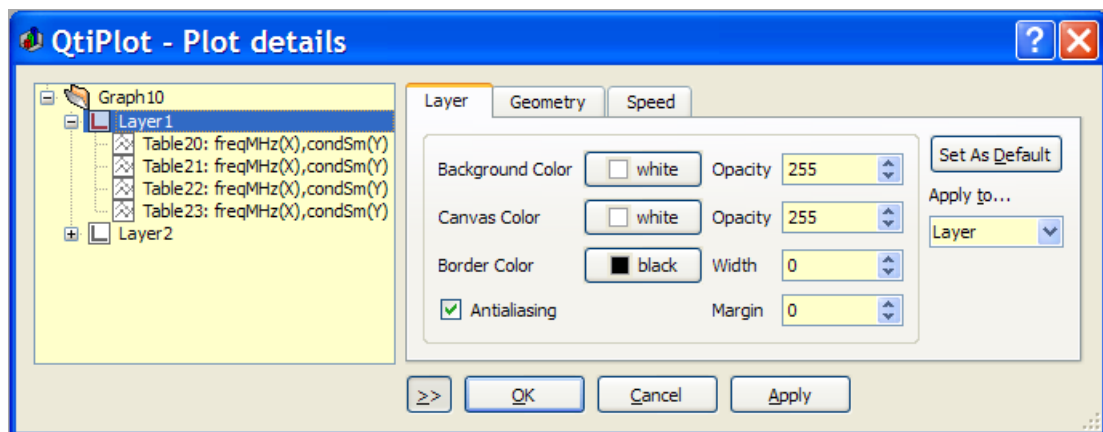 QtiPlot - Plot details
Graph10
Layer1
Table20: freqMHz(X),condSm(Y)
Table21: freqMHz(X),condSm(Y)
Table22: freqMHz(X),condSm(Y)
Table23: freqMHz(X),condSm(Y)
Layer2
Layer Geometry Speed
Background Color white Opacity 255
Canvas Color white Opacity 255
Border Color black Width 0
Antialiasing Margin 0
Set As Default
Apply to...
Layer
>> OK Cancel Apply